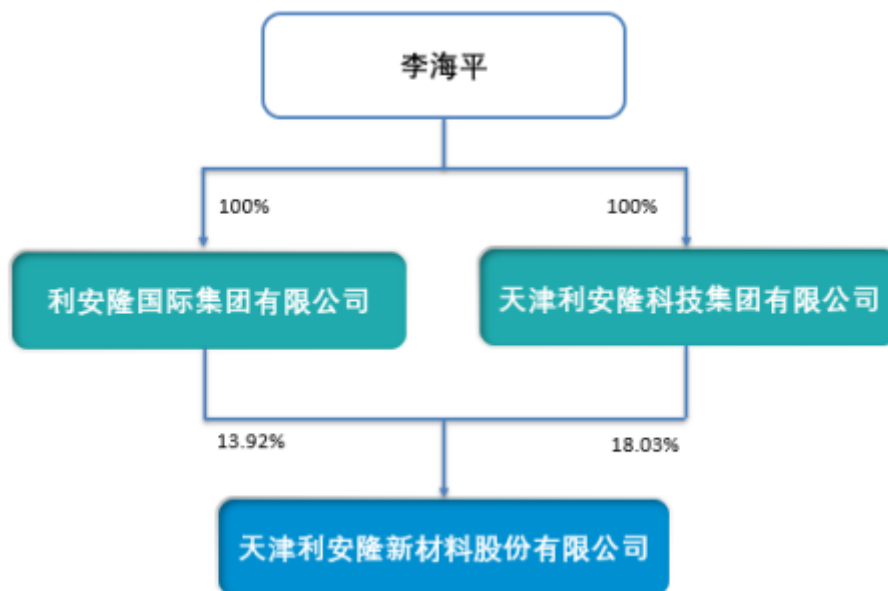 李海平
100%
100%
利安隆国际集团有限公司
天津利安隆科技集团有限公司
13.92%
18.03%
天津利安隆新材料股份有限公司